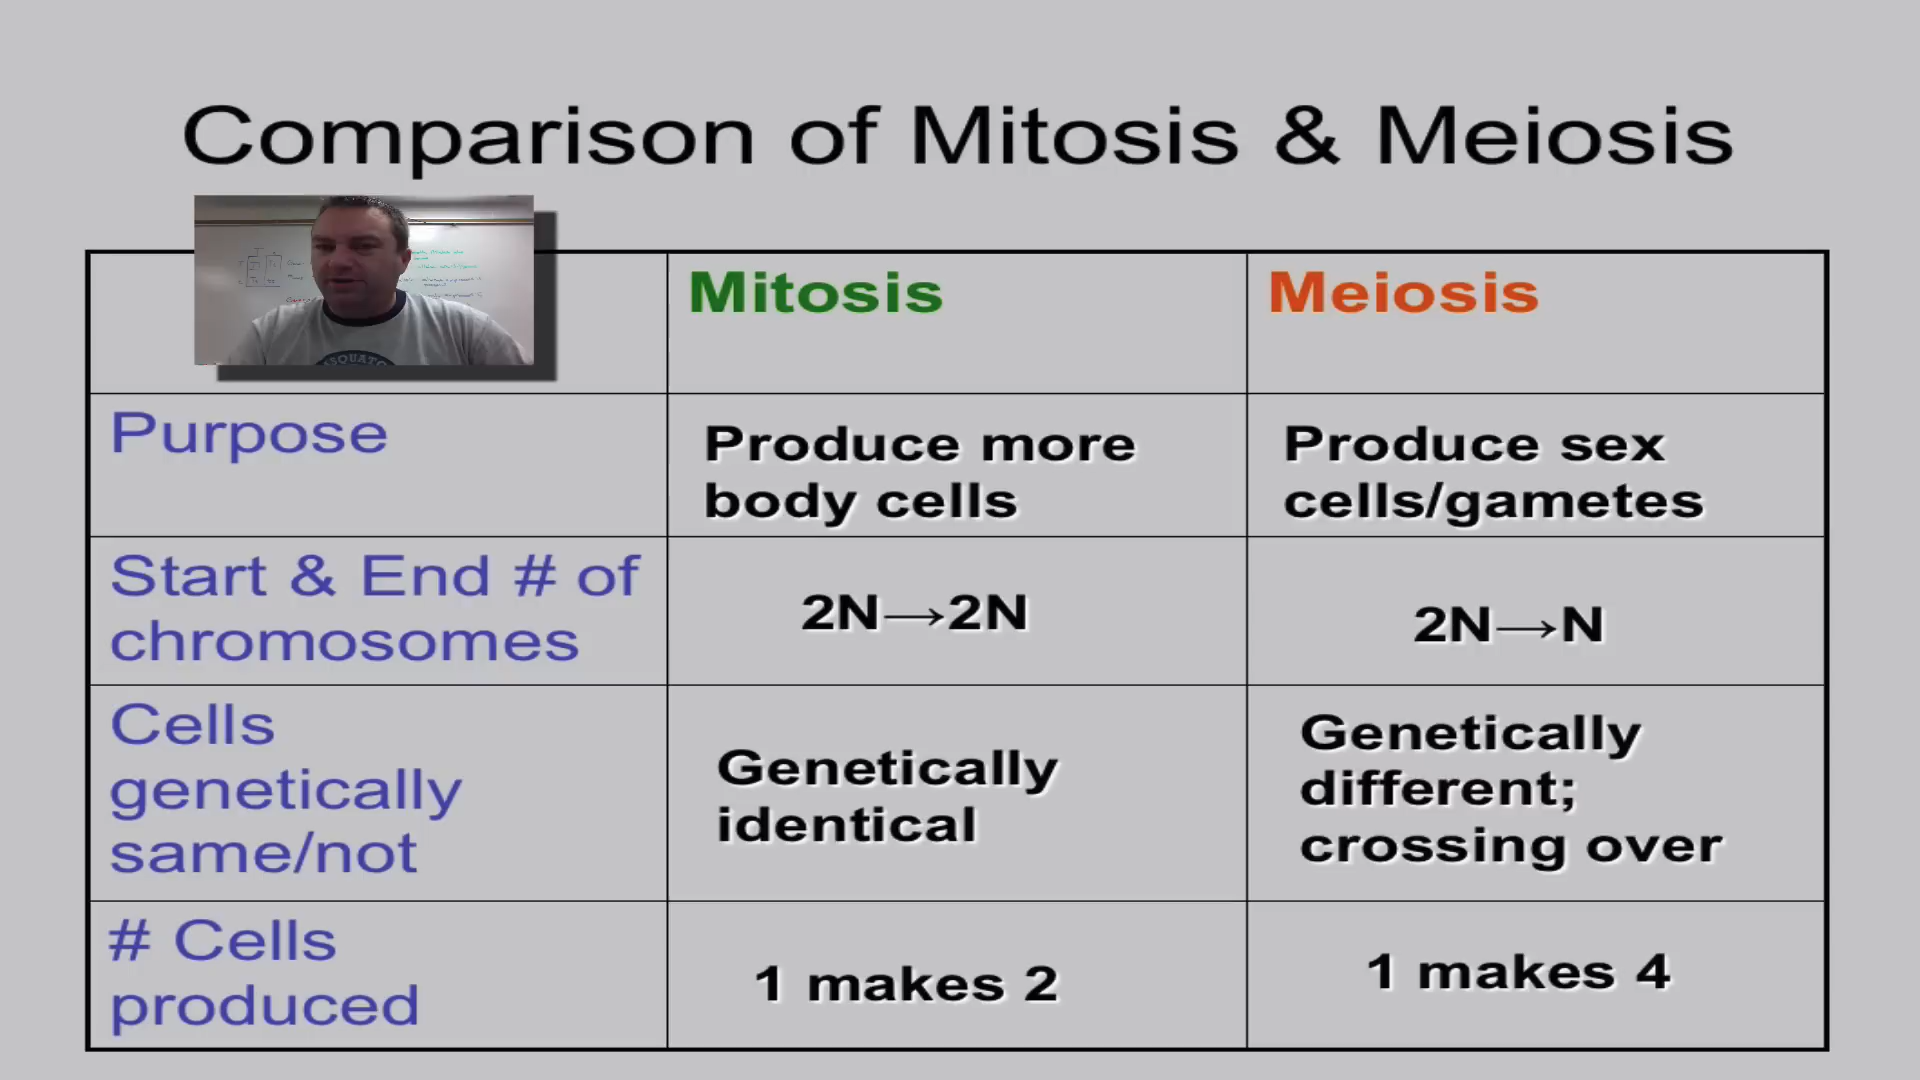 Comparison of Mitosis & Meiosis
Mitosis
Meiosis
Purpose
Produce more
body cells
Produce sex
cells/gametes
Start & End # of
chromosomes
2N→2N
2N→N
Cells
genetically
same/not
Genetically
identical
Genetically
different;
crossing over
# Cells
produced
1 makes 2
1 makes 4